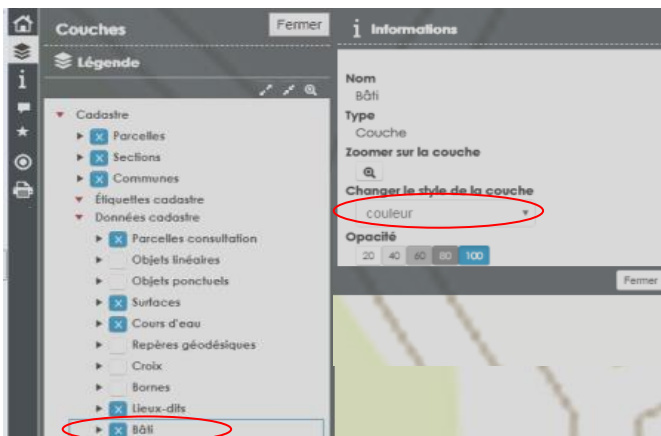 Couches
Fermer
Légende
Cadastre
Parcelles
Sections
Communes
Étiquettes cadastre
Données cadastre
Parcelles consultation
Objets linéaires
Objets ponctuels
Surfaces
Cours d'eau
Repères géodésiques
Croix
Bornes
Lieux-dits
Bâti
i Informations
Nom
Bâti
Type
Couche
Zoomer sur la couche
Changer le style de la couche
couleur
Opacité
20 40 60 80 100
Fermer